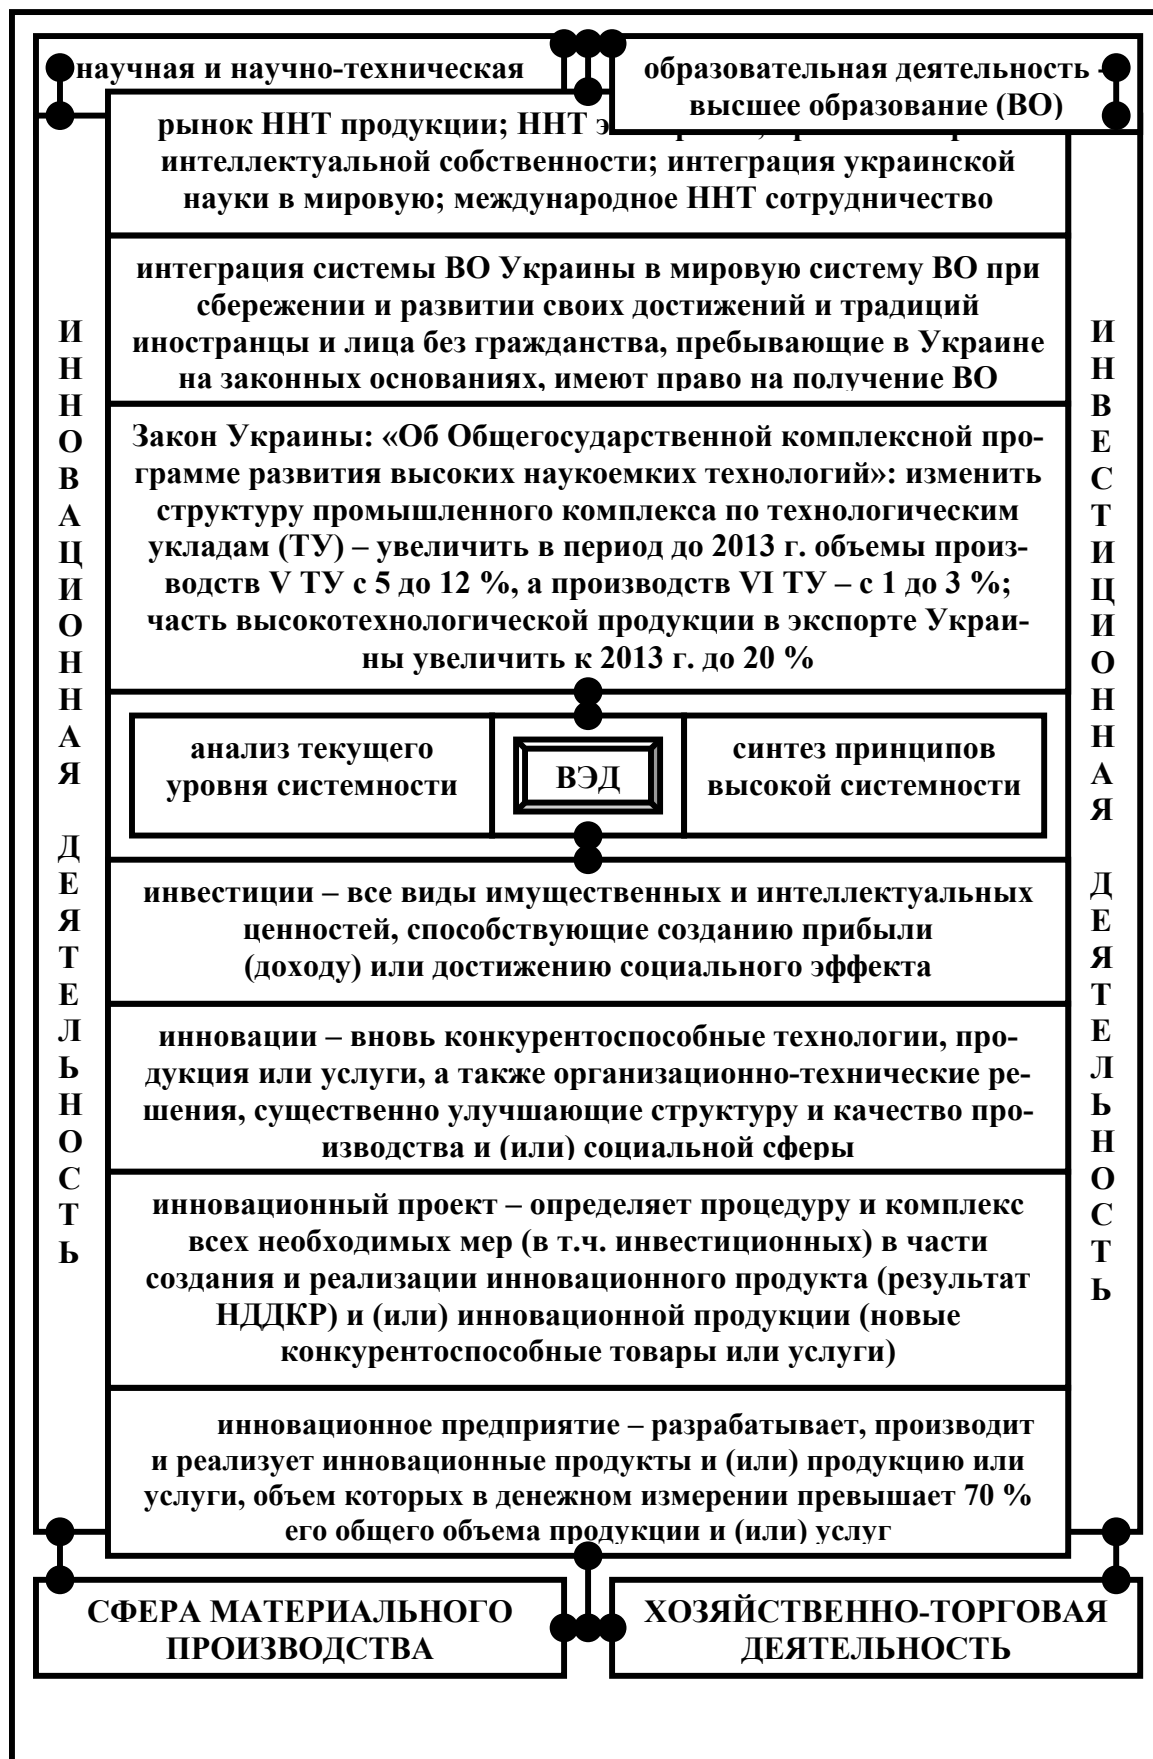 научная и научно-техническая
образовательная деятельность –
высшее образование (ВО)
рынок ННТ продукции; ННТ э
интеллектуальной собственности; интеграция украинской
науки в мировую; международное ННТ сотрудничество
интеграция системы ВО Украины в мировую систему ВО при
сбережении и развитии своих достижений и традиций
иностранцы и лица без гражданства, пребывающие в Украине
на законных основаниях, имеют право на получение ВО
Закон Украины: «Об Общегосударственной комплексной про-
грамме развития высоких наукоемких технологий»: изменить
структуру промышленного комплекса по технологическим
укладам (ТУ) – увеличить в период до 2013 г. объемы произ-
водств V ТУ с 5 до 12 %, а производств VI ТУ – с 1 до 3 %;
часть высокотехнологической продукции в экспорте Украи-
ны увеличить к 2013 г. до 20 %
анализ текущего
уровня системности
ВЭД
синтез принципов
высокой системности
инвестиции – все виды имущественных и интеллектуальных
ценностей, способствующие созданию прибыли
(доходу) или достижению социального эффекта
инновации – вновь конкурентоспособные технологии, про-
дукция или услуги, а также организационно-технические ре-
шения, существенно улучшающие структуру и качество про-
изводства и (или) социальной сферы
инновационный проект – определяет процедуру и комплекс
всех необходимых мер (в т.ч. инвестиционных) в части
создания и реализации инновационного продукта (результат
НДДКР) и (или) инновационной продукции (новые
конкурентоспособные товары или услуги)
инновационное предприятие – разрабатывает, производит
и реализует инновационные продукты и (или) продукцию или
услуги, объем которых в денежном измерении превышает 70 %
его общего объема продукции и (или) услуг
ИННОВАЦИОННАЯ ДЕЯТЕЛЬНОСТЬ
ИНВЕСТИЦИОННАЯ ДЕЯТЕЛЬНОСТЬ
СФЕРА МАТЕРИАЛЬНОГО
ПРОИЗВОДСТВА
ХОЗЯЙСТВЕННО-ТОРГОВАЯ
ДЕЯТЕЛЬНОСТЬ